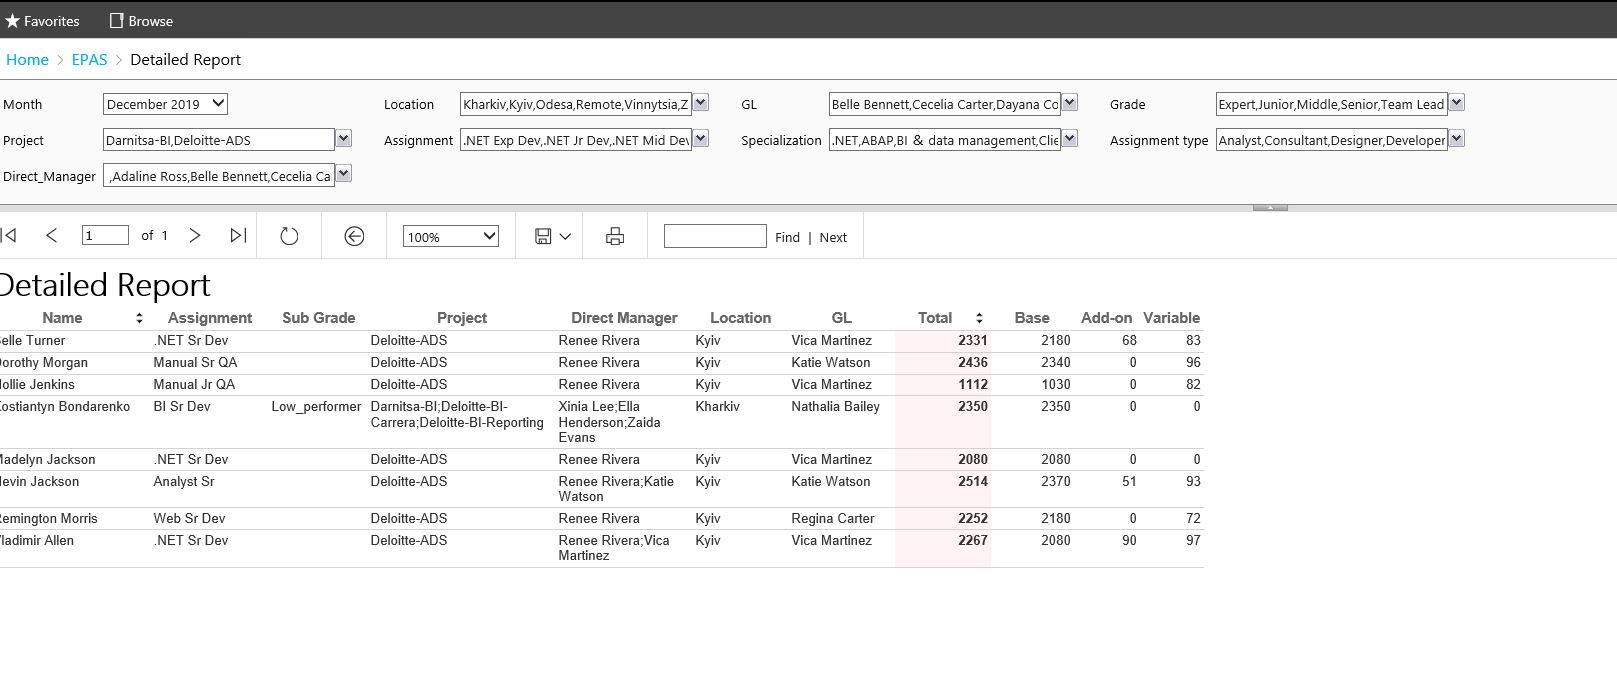 Favorites Browse
Home > EPAS > Detailed Report
Month December 2019 Location Kharkiv,Kyiv,Odesa,Remote,Vinnytsia,Z GL Belle Bennett,Cecelia Carter,Dayana Co Grade Expert,Junior,Middle,Senior,Team Lead
Project Darnitsa-BI,Deloitte-ADS Assignment .NET Exp Dev,.NET Jr Dev,.NET Mid Dev Specialization .NET,ABAP,BI & data management,Clie Assignment type Analyst,Consultant,Designer,Developer
Direct_Manager ,Adaline Ross,Belle Bennett,Cecelia Ca
1 of 1 100% Find | Next
Detailed Report
Name Assignment Sub Grade Project Direct Manager Location GL Total Base Add-on Variable
elle Turner .NET Sr Dev Deloitte-ADS Renee Rivera Kyiv Vica Martinez 2331 2180 68 83
orothy Morgan Manual Sr QA Deloitte-ADS Renee Rivera Kyiv Katie Watson 2436 2340 0 96
ollie Jenkins Manual Jr QA Deloitte-ADS Renee Rivera Kyiv Vica Martinez 1112 1030 0 82
ostiantyn Bondarenko BI Sr Dev Low_performer Darnitsa-BI;Deloitte-BI- Xinia Lee;Ella Kharkiv Nathalia Bailey 2350 2350 0 0
Carrera;Deloitte-BI-Reporting Henderson;Zaida
Evans
adelyn Jackson .NET Sr Dev Deloitte-ADS Renee Rivera Kyiv Vica Martinez 2080 2080 0 0
evin Jackson Analyst Sr Deloitte-ADS Renee Rivera;Katie Kyiv Katie Watson 2514 2370 51 93
Watson
emington Morris Web Sr Dev Deloitte-ADS Renee Rivera Kyiv Regina Carter 2252 2180 0 72
ladimir Allen .NET Sr Dev Deloitte-ADS Renee Rivera;Vica Kyiv Vica Martinez 2267 2080 90 97
Martinez